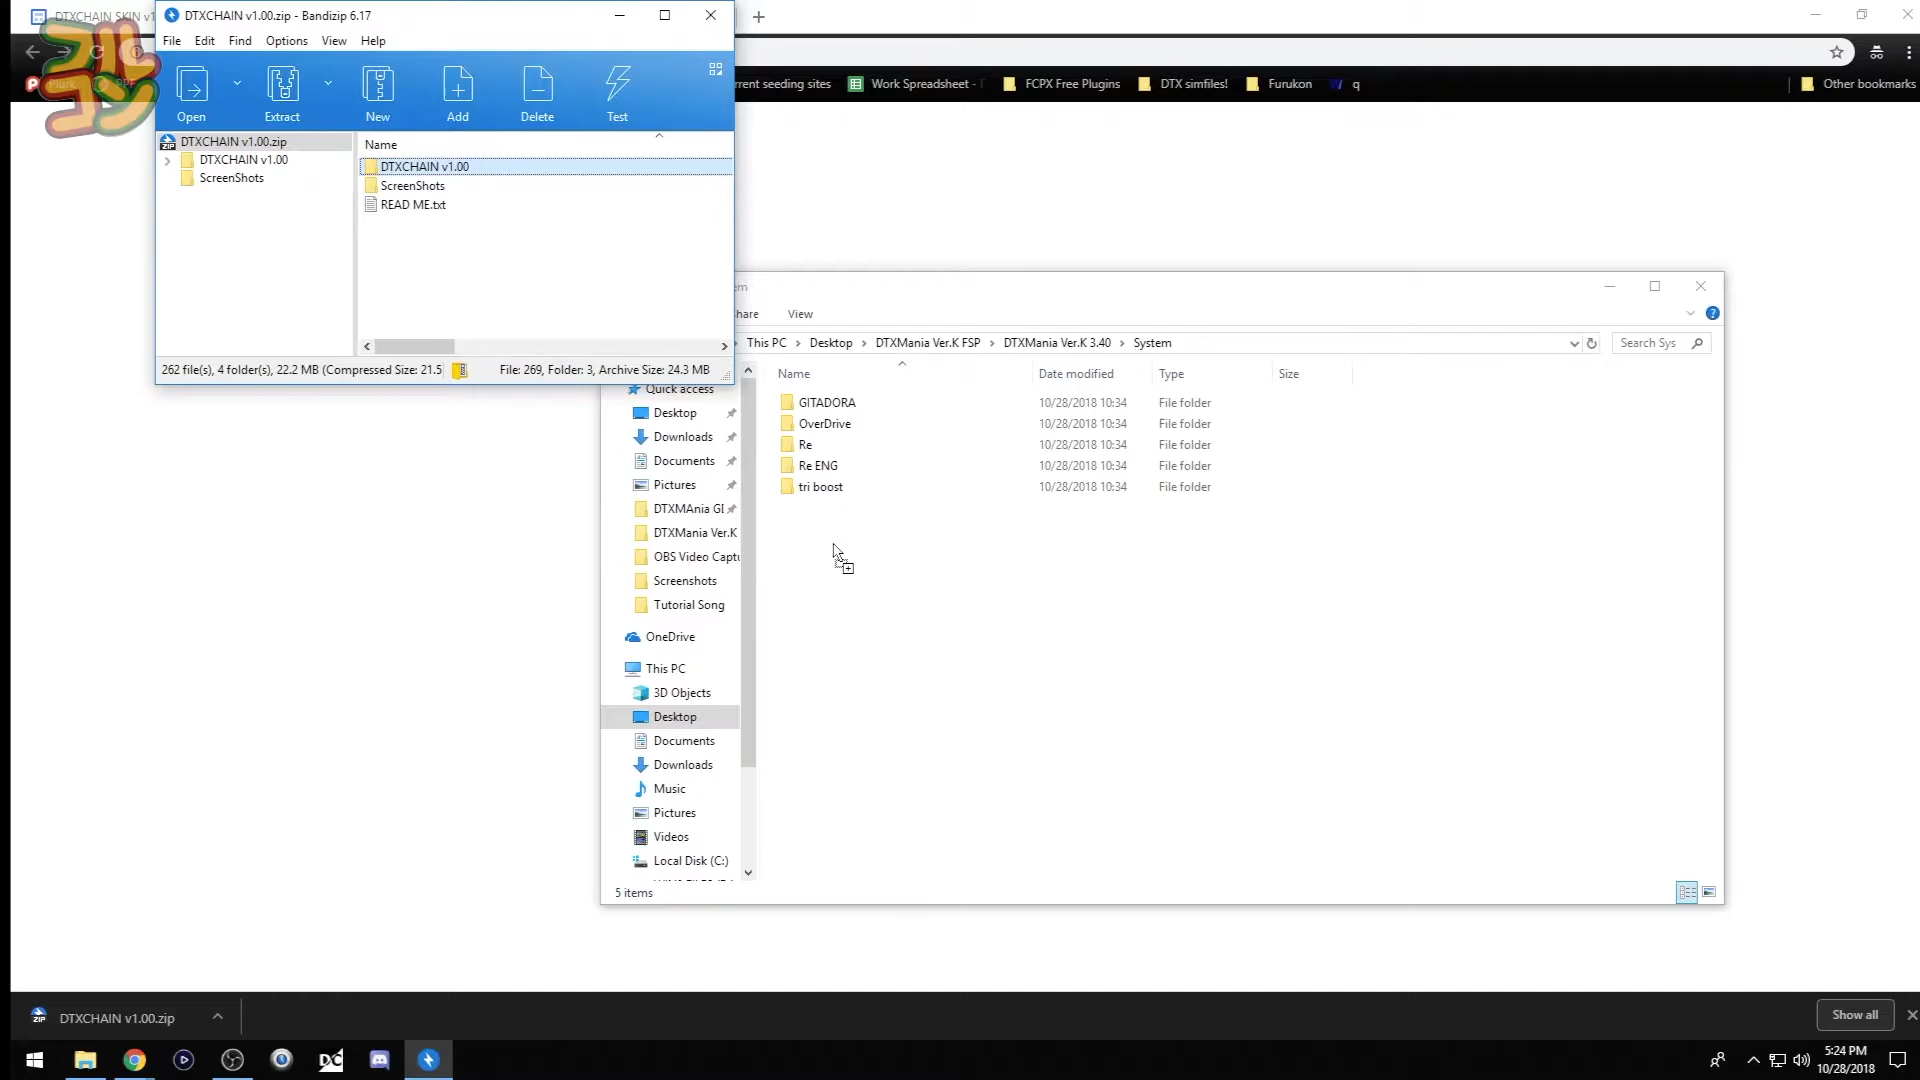 DTXCHAIN SKIN v1
DTXCHAIN v1.00.zip - Bandizip 6.17
File Edit Find Options View Help
Open Extract New Add Delete Test
rrent seeding sites
Work Spreadsheet - T
FCPX Free Plugins
DTX simfiles!
Furukon
q
Other bookmarks
DTXCHAIN v1.00.zip
DTXCHAIN v1.00
ScreenShots
Name
DTXCHAIN v1.00
ScreenShots
READ ME.txt
262 file(s), 4 folder(s), 22.2 MB (Compressed Size: 21.5
File: 269, Folder: 3, Archive Size: 24.3 MB
em
hare View
This PC > Desktop > DTXMania Ver.K FSP > DTXMania Ver.K 3.40 > System
Search Sys
Name Date modified Type Size
GITADORA 10/28/2018 10:34 File folder
OverDrive 10/28/2018 10:34 File folder
Re 10/28/2018 10:34 File folder
Re ENG 10/28/2018 10:34 File folder
tri boost 10/28/2018 10:34 File folder
Quick access
Desktop
Downloads
Documents
Pictures
DTXMAnia GI
DTXMania Ver.K
OBS Video Captu
Screenshots
Tutorial Song
OneDrive
This PC
3D Objects
Desktop
Documents
Downloads
Music
Pictures
Videos
Local Disk (C:)
5 items
ZIP DTXCHAIN v1.00.zip
Show all
DC
5:24 PM
10/28/2018